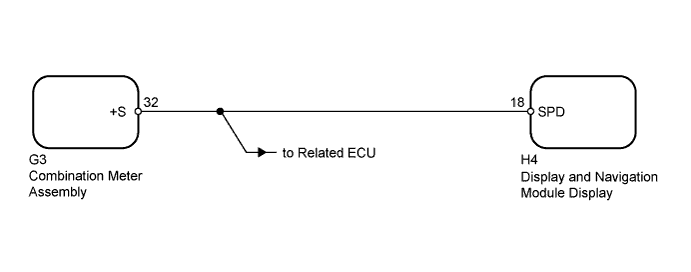 +S
32
18
SPD
to Related ECU
G3
Combination Meter
Assembly
H4
Display and Navigation
Module Display